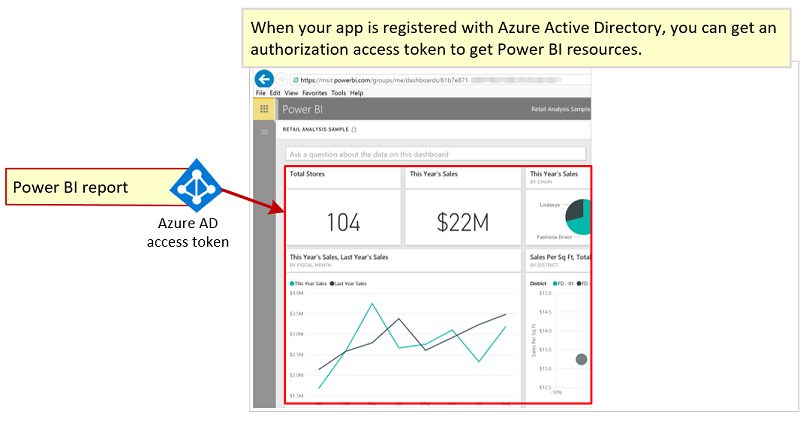 When your app is registered with Azure Active Directory, you can get an
authorization access token to get Power BI resources.
https://msit.powerbi.com/groups/me/dashboards/61b7e871-
File Edit View Favorites Tools Help
Power BI
Retail Analysis Sample
RETAIL ANALYSIS SAMPLE
Ask a question about the data on this dashboard
Power BI report
Azure AD
access token
Total Stores
104
This Year's Sales
$22M
This Year's Sales
BY CHAIN
Lindseys
Fashions Direct
This Year's Sales, Last Year's Sales
BY FISCAL MONTH
This Year Sales Last Year Sales
$4.0M
$3.5M
$3.0M
$2.5M
$2.0M
$1.5M
Sales Per Sq Ft, Total
BY DISTRICT
District FD - 01 FD -
Sales Per Sq Ft
$15.0
$14.5
$14.0
$13.5
$13.0
$12.5
-10%